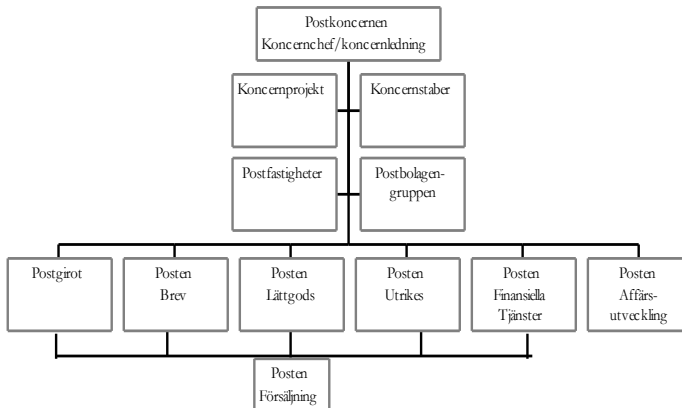 Postkoncernen
Koncernchef/koncernledning
Koncernprojekt
Koncernstaber
Postfastigheter
Postbolagen-
gruppen
Postgirot
Posten
Brev
Posten
Lättgods
Posten
Utrikes
Posten
Finansiella
Tjänster
Posten
Affärs-
utveckling
Posten
Försäljning